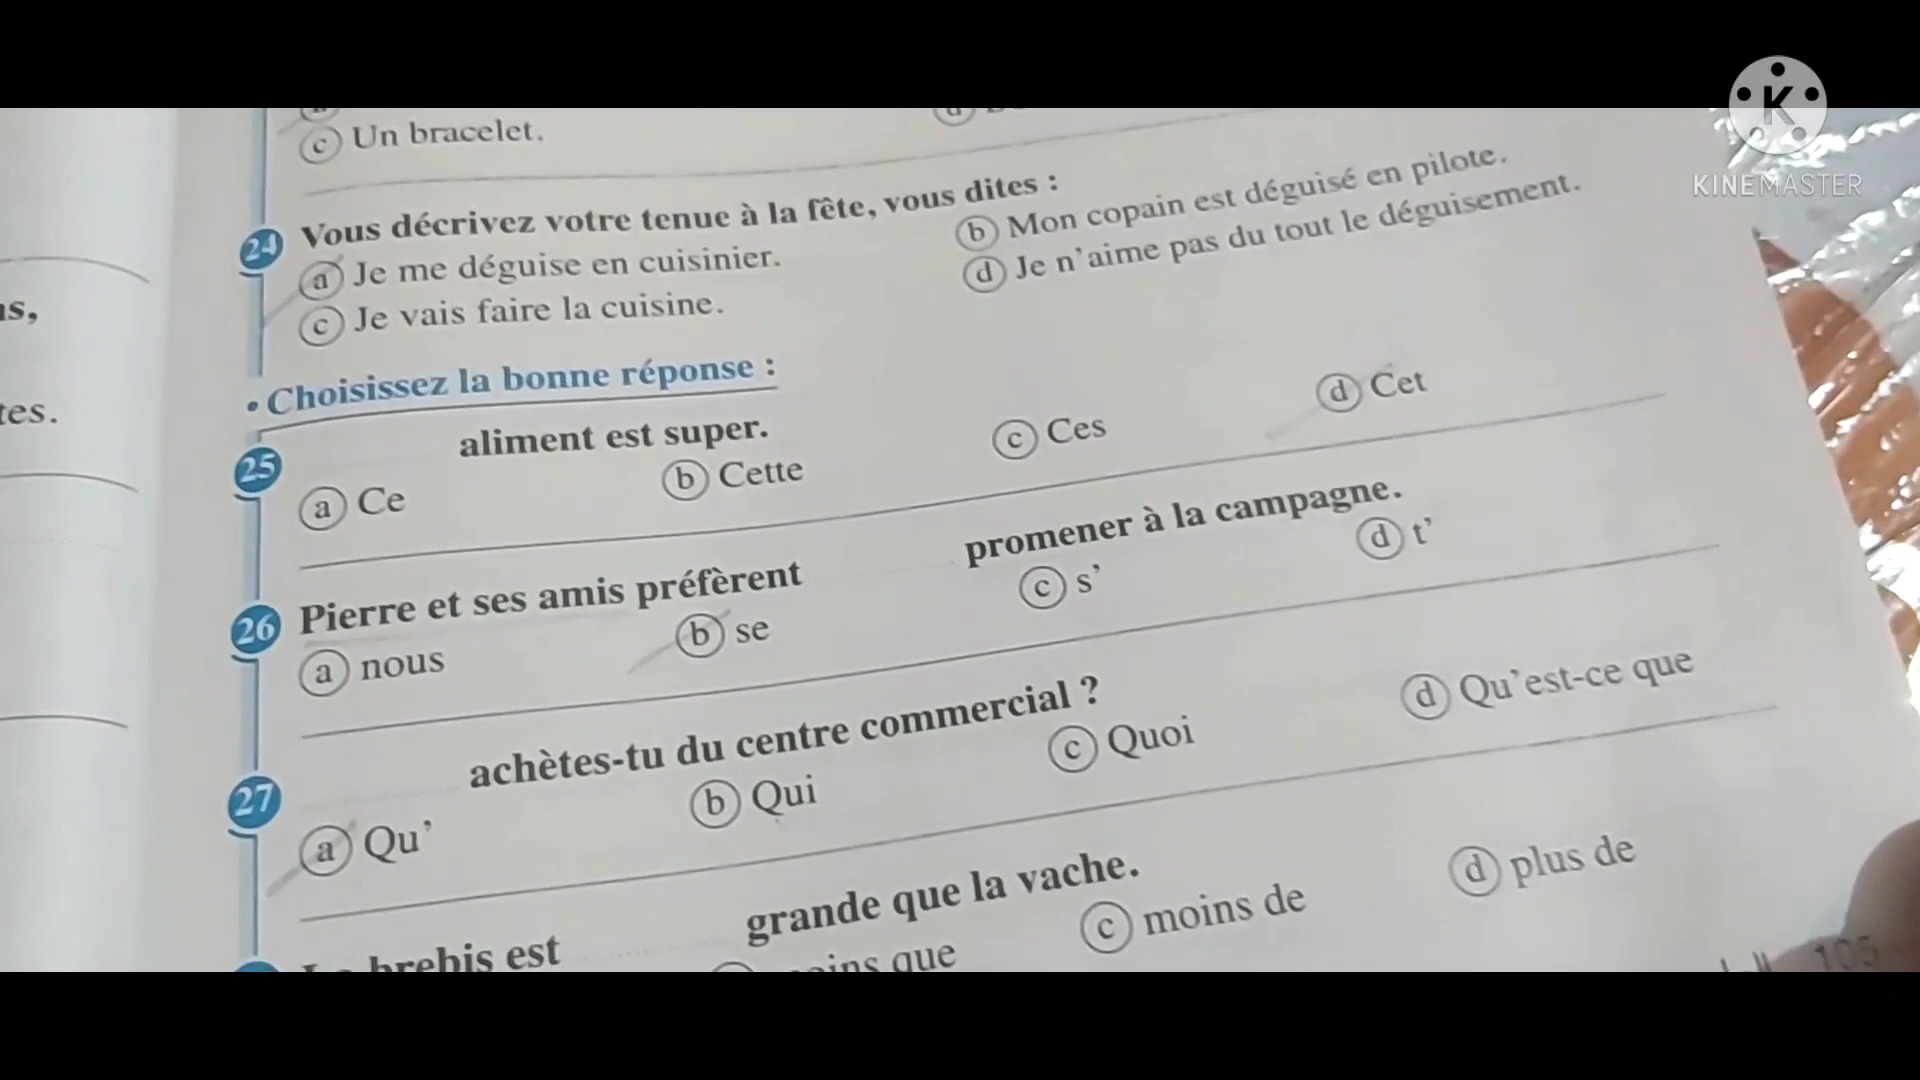 c Un bracelet.
24 Vous décrivez votre tenue à la fête, vous dites :
a Je me déguise en cuisinier.
b Mon copain est déguisé en pilote.
c Je vais faire la cuisine.
d Je n'aime pas du tout le déguisement.
• Choisissez la bonne réponse :
25 aliment est super.
a Ce b Cette c Ces d Cet
26 Pierre et ses amis préfèrent promener à la campagne.
a nous b se c s' d t'
27 achètes-tu du centre commercial ?
a Qu' b Qui c Quoi d Qu'est-ce que
brebis est grande que la vache.
que c moins de d plus de
105
tes.
KINEMASTER